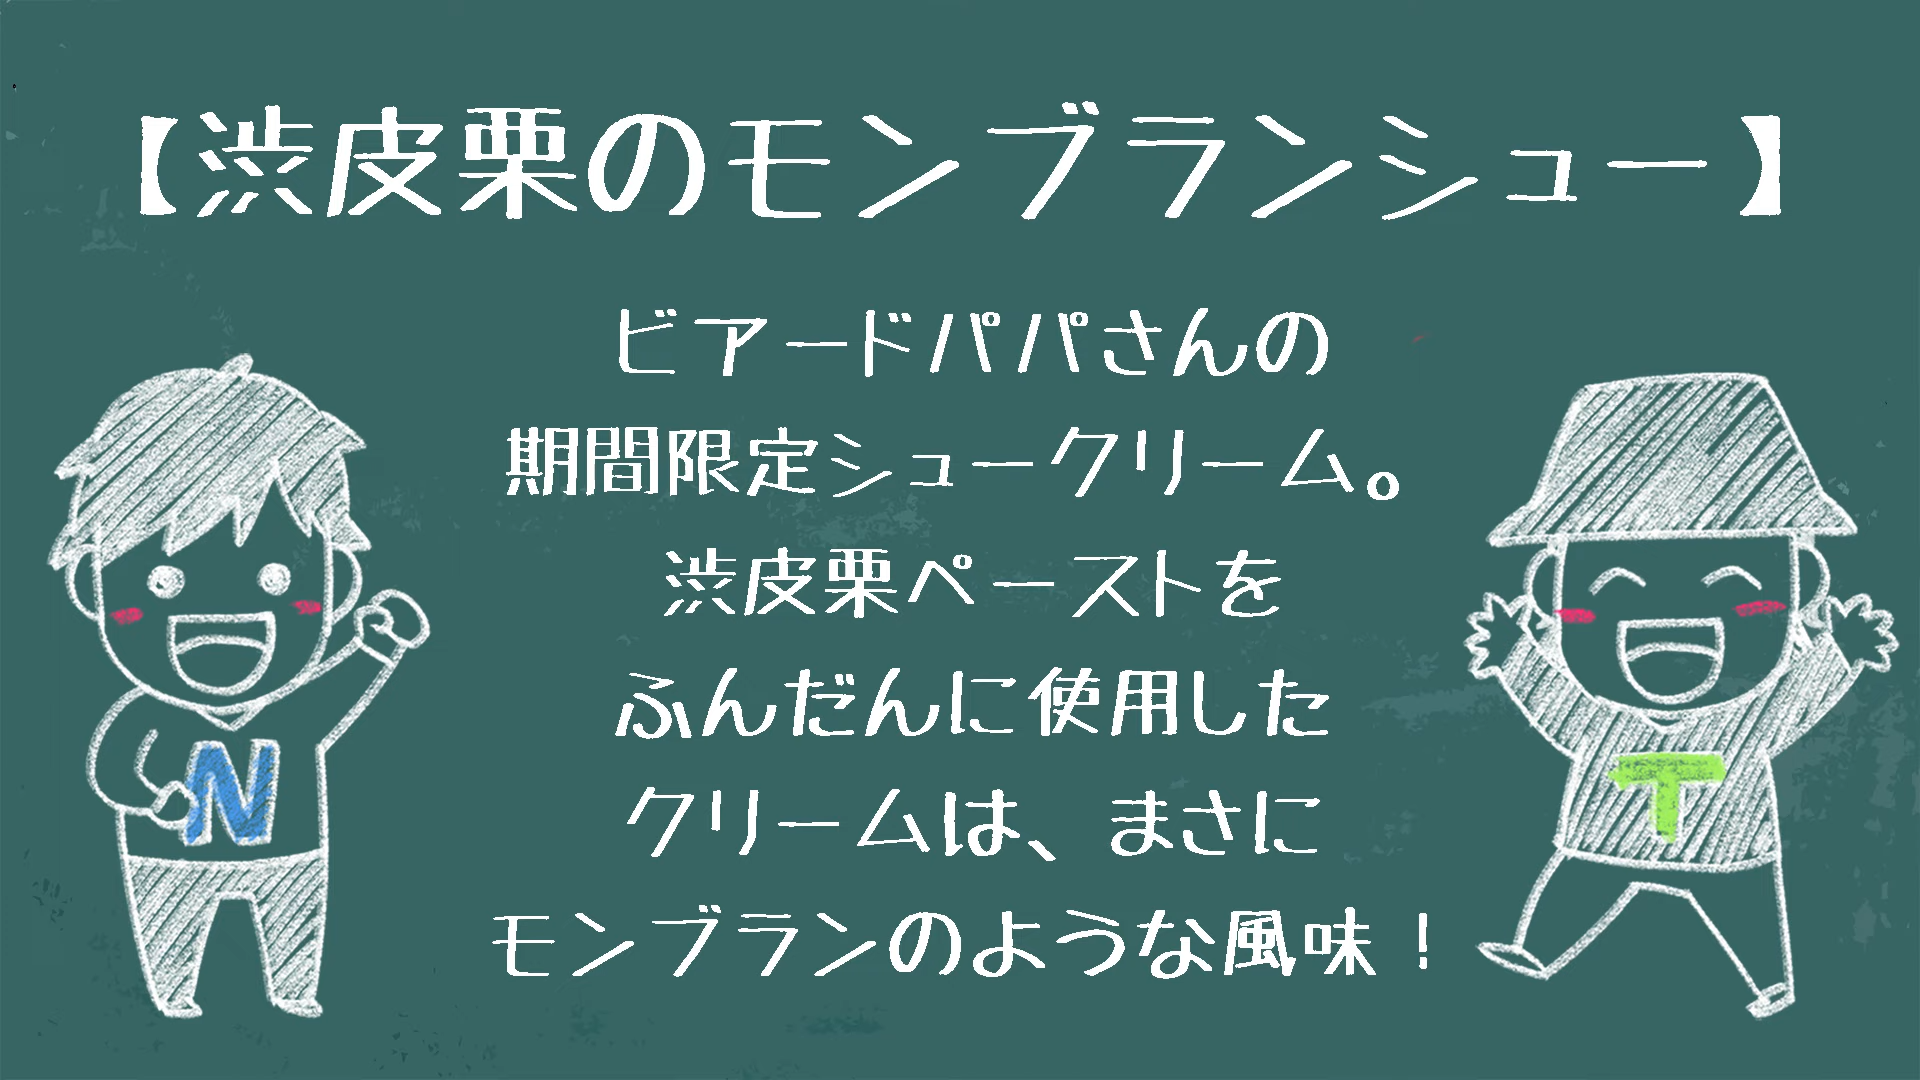 【渋皮栗のモンブランシュー】
ビアードパパさんの
期間限定シュークリーム。
渋皮栗ペーストを
ふんだんに使用した
クリームは、まさに
モンブランのような風味！
N
T